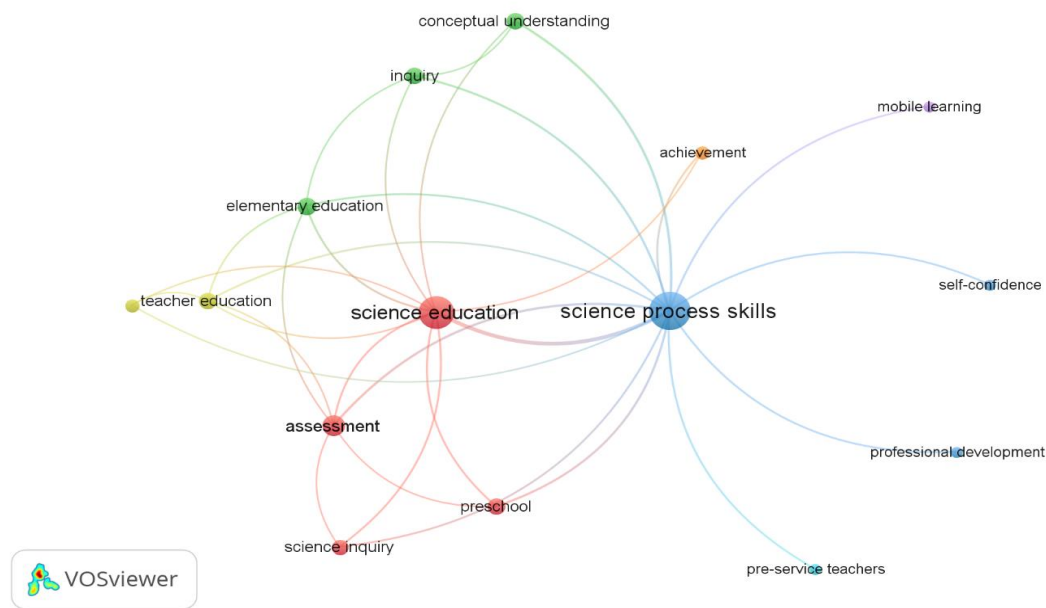 conceptual understanding
inquiry
mobile learning
achievement
elementary education
self-confidence
teacher education
science education
science process skills
assessment
professional development
preschool
science inquiry
pre-service teachers
VOSviewer